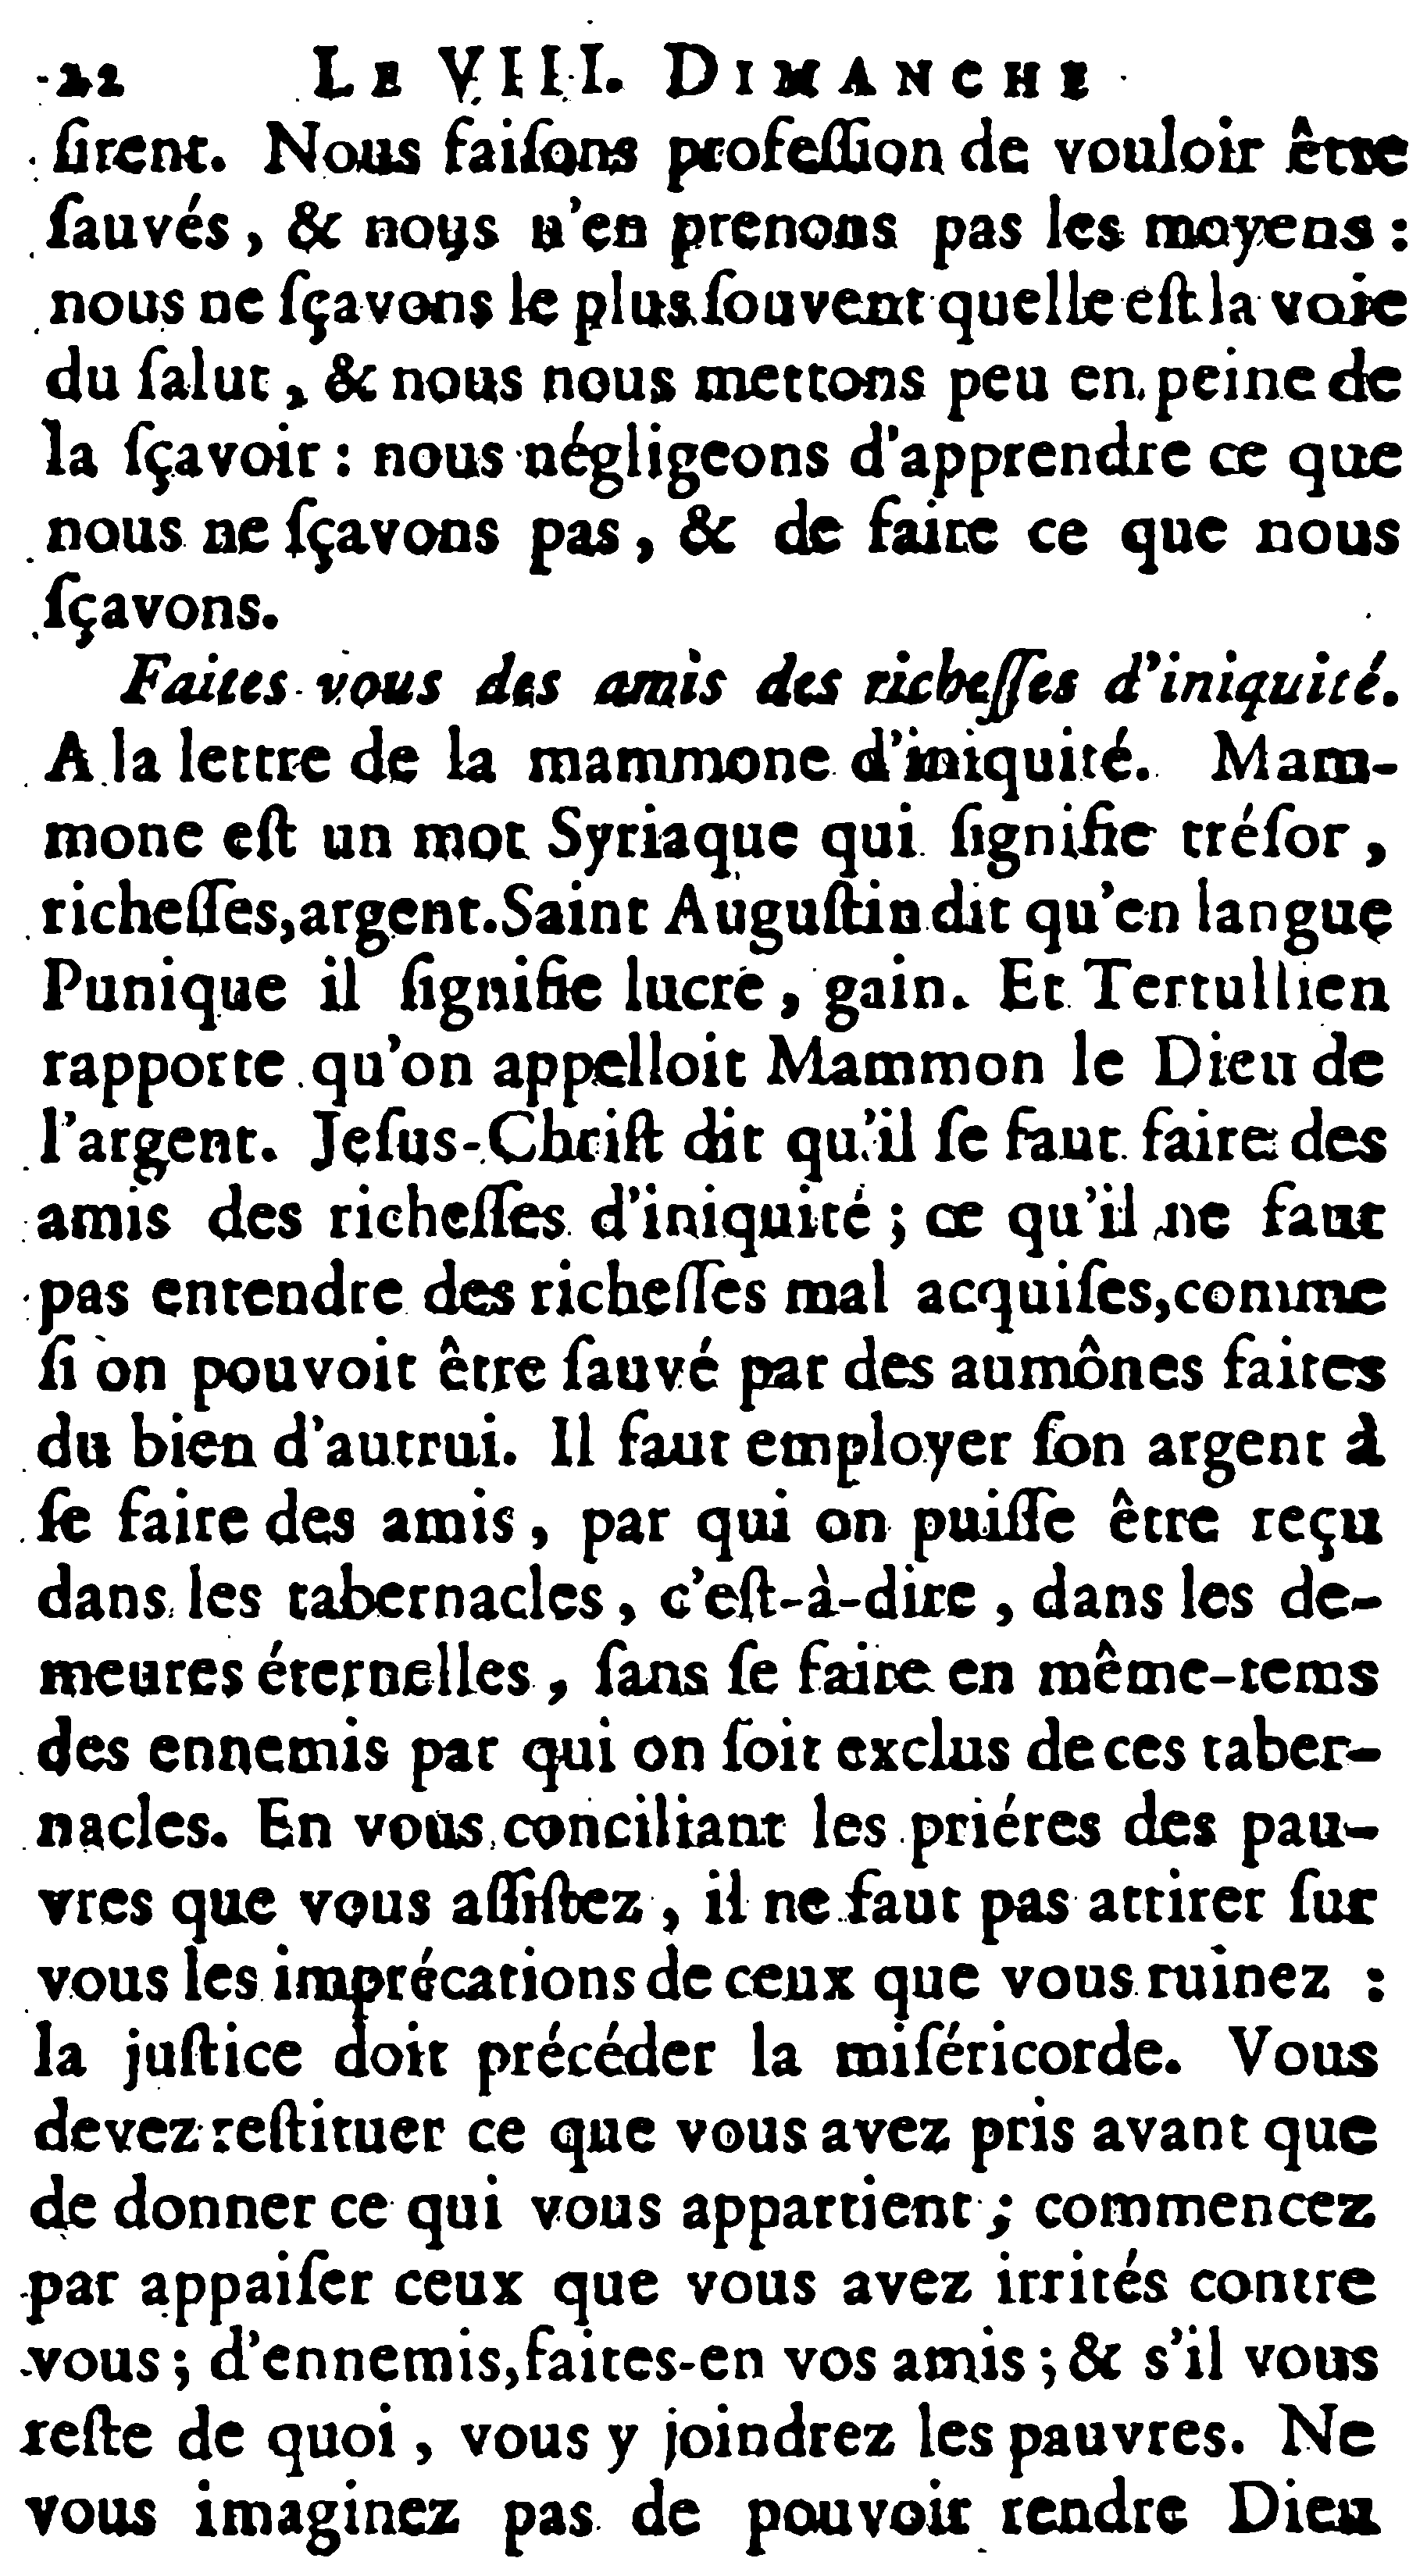 22 LE VIII. DIMANCHE
ſirent. Nous faiſons profeſſion de vouloir être
ſauvés, & nous n'en prenons pas les moyens :
nous ne ſçavons le plus ſouvent quelle eſt la voie
du ſalut, & nous nous mettons peu en peine de
la ſçavoir : nous négligeons d'apprendre ce que
nous ne ſçavons pas, & de faire ce que nous
ſçavons.
Faites-vous des amis des richeſſes d'iniquité.
A la lettre de la mammone d'iniquité. Mam-
mone eſt un mot Syriaque qui ſignifie tréſor,
richeſſes, argent. Saint Auguſtin dit qu'en langue
Punique il ſignifie lucre, gain. Et Tertullien
rapporte qu'on appelloit Mammon le Dieu de
l'argent. Jeſus-Chriſt dit qu'il ſe faut faire des
amis des richeſſes d'iniquité ; ce qu'il ne faut
pas entendre des richeſſes mal acquiſes, comme
ſi on pouvoit être ſauvé par des aumônes faites
du bien d'autrui. Il faut employer ſon argent à
ſe faire des amis, par qui on puiſſe être reçu
dans les tabernacles, c'eſt-à-dire, dans les de-
meures éternelles, ſans ſe faire en même-tems
des ennemis par qui on ſoit exclus de ces taber-
nacles. En vous conciliant les priéres des pau-
vres que vous aſſiſtez, il ne faut pas attirer ſur
vous les imprécations de ceux que vous ruinez :
la juſtice doit précéder la miſéricorde. Vous
devez reſtituer ce que vous avez pris avant que
de donner ce qui vous appartient ; commencez
par appaiſer ceux que vous avez irrités contre
vous ; d'ennemis, faites-en vos amis ; & s'il vous
reſte de quoi, vous y joindrez les pauvres. Ne
vous imaginez pas de pouvoir rendre Dieu